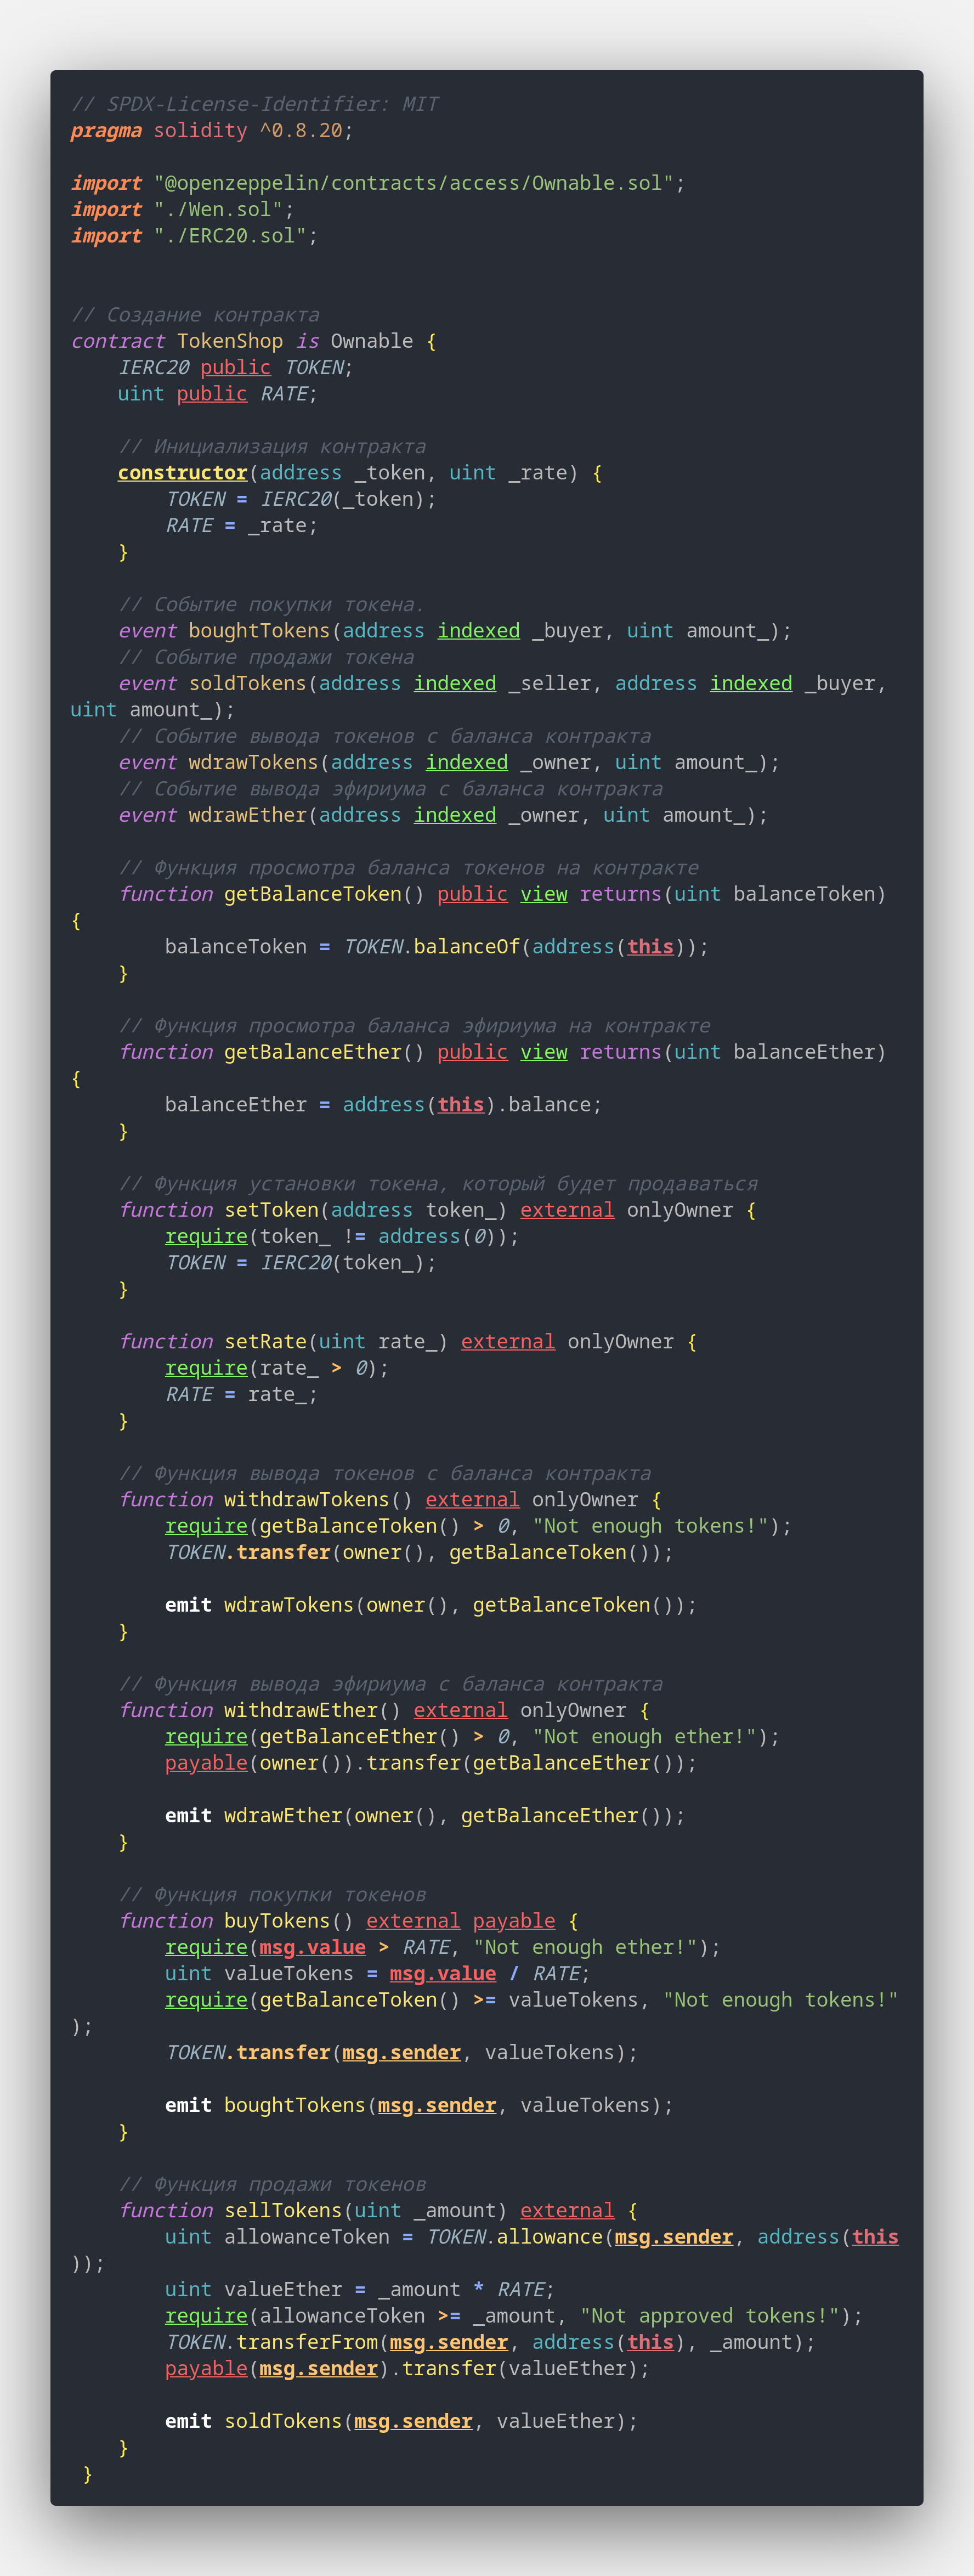 // SPDX-License-Identifier: MIT
pragma solidity ^0.8.20;

import "@openzeppelin/contracts/access/Ownable.sol";
import "./Wen.sol";
import "./ERC20.sol";

// Создание контракта
contract TokenShop is Ownable {
    IERC20 public TOKEN;
    uint public RATE;

    // Инициализация контракта
    constructor(address _token, uint _rate) {
        TOKEN = IERC20(_token);
        RATE = _rate;
    }

    // Событие покупки токена.
    event boughtTokens(address indexed _buyer, uint amount_);
    // Событие продажи токена
    event soldTokens(address indexed _seller, address indexed _buyer,
uint amount_);
    // Событие вывода токенов с баланса контракта
    event wdrawTokens(address indexed _owner, uint amount_);
    // Событие вывода эфириума с баланса контракта
    event wdrawEther(address indexed _owner, uint amount_);

    // Функция просмотра баланса токенов на контракте
    function getBalanceToken() public view returns(uint balanceToken)
{
        balanceToken = TOKEN.balanceOf(address(this));
    }

    // Функция просмотра баланса эфириума на контракте
    function getBalanceEther() public view returns(uint balanceEther)
{
        balanceEther = address(this).balance;
    }

    // Функция установки токена, который будет продаваться
    function setToken(address token_) external onlyOwner {
        require(token_ != address(0));
        TOKEN = IERC20(token_);
    }

    function setRate(uint rate_) external onlyOwner {
        require(rate_ > 0);
        RATE = rate_;
    }

    // Функция вывода токенов с баланса контракта
    function withdrawTokens() external onlyOwner {
        require(getBalanceToken() > 0, "Not enough tokens!");
        TOKEN.transfer(owner(), getBalanceToken());

        emit wdrawTokens(owner(), getBalanceToken());
    }

    // Функция вывода эфириума с баланса контракта
    function withdrawEther() external onlyOwner {
        require(getBalanceEther() > 0, "Not enough ether!");
        payable(owner()).transfer(getBalanceEther());

        emit wdrawEther(owner(), getBalanceEther());
    }

    // Функция покупки токенов
    function buyTokens() external payable {
        require(msg.value > RATE, "Not enough ether!");
        uint valueTokens = msg.value / RATE;
        require(getBalanceToken() >= valueTokens, "Not enough tokens!"
);
        TOKEN.transfer(msg.sender, valueTokens);

        emit boughtTokens(msg.sender, valueTokens);
    }

    // Функция продажи токенов
    function sellTokens(uint _amount) external {
        uint allowanceToken = TOKEN.allowance(msg.sender, address(this
));
        uint valueEther = _amount * RATE;
        require(allowanceToken >= _amount, "Not approved tokens!");
        TOKEN.transferFrom(msg.sender, address(this), _amount);
        payable(msg.sender).transfer(valueEther);

        emit soldTokens(msg.sender, valueEther);
    }
 }